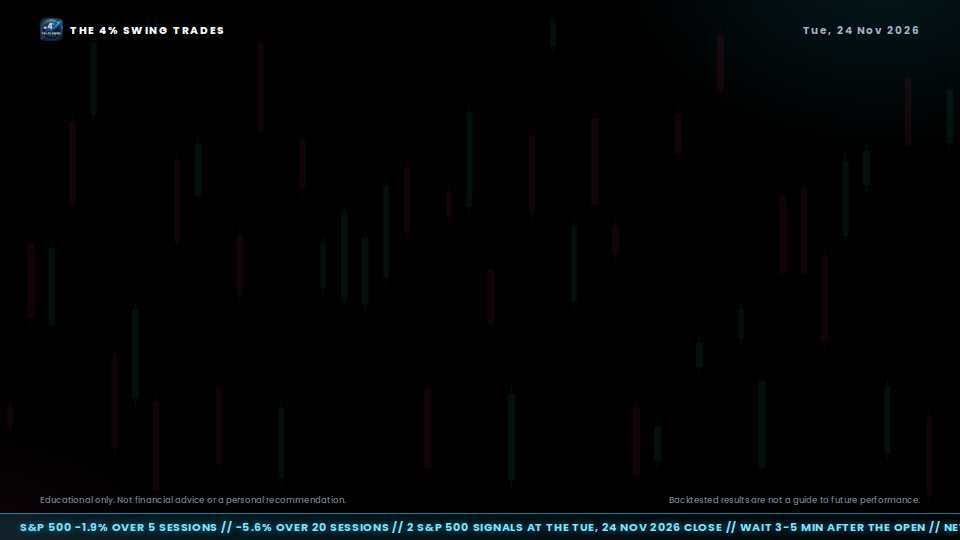 THE 4% SWING TRADES
Tue, 24 Nov 2026
Educational only. Not financial advice or a personal recommendation.
Backtested results are not a guide to future performance.
S&P 500 -1.9% OVER 5 SESSIONS // -5.6% OVER 20 SESSIONS // 2 S&P 500 SIGNALS AT THE TUE, 24 NOV 2026 CLOSE // WAIT 3-5 MIN AFTER THE OPEN //